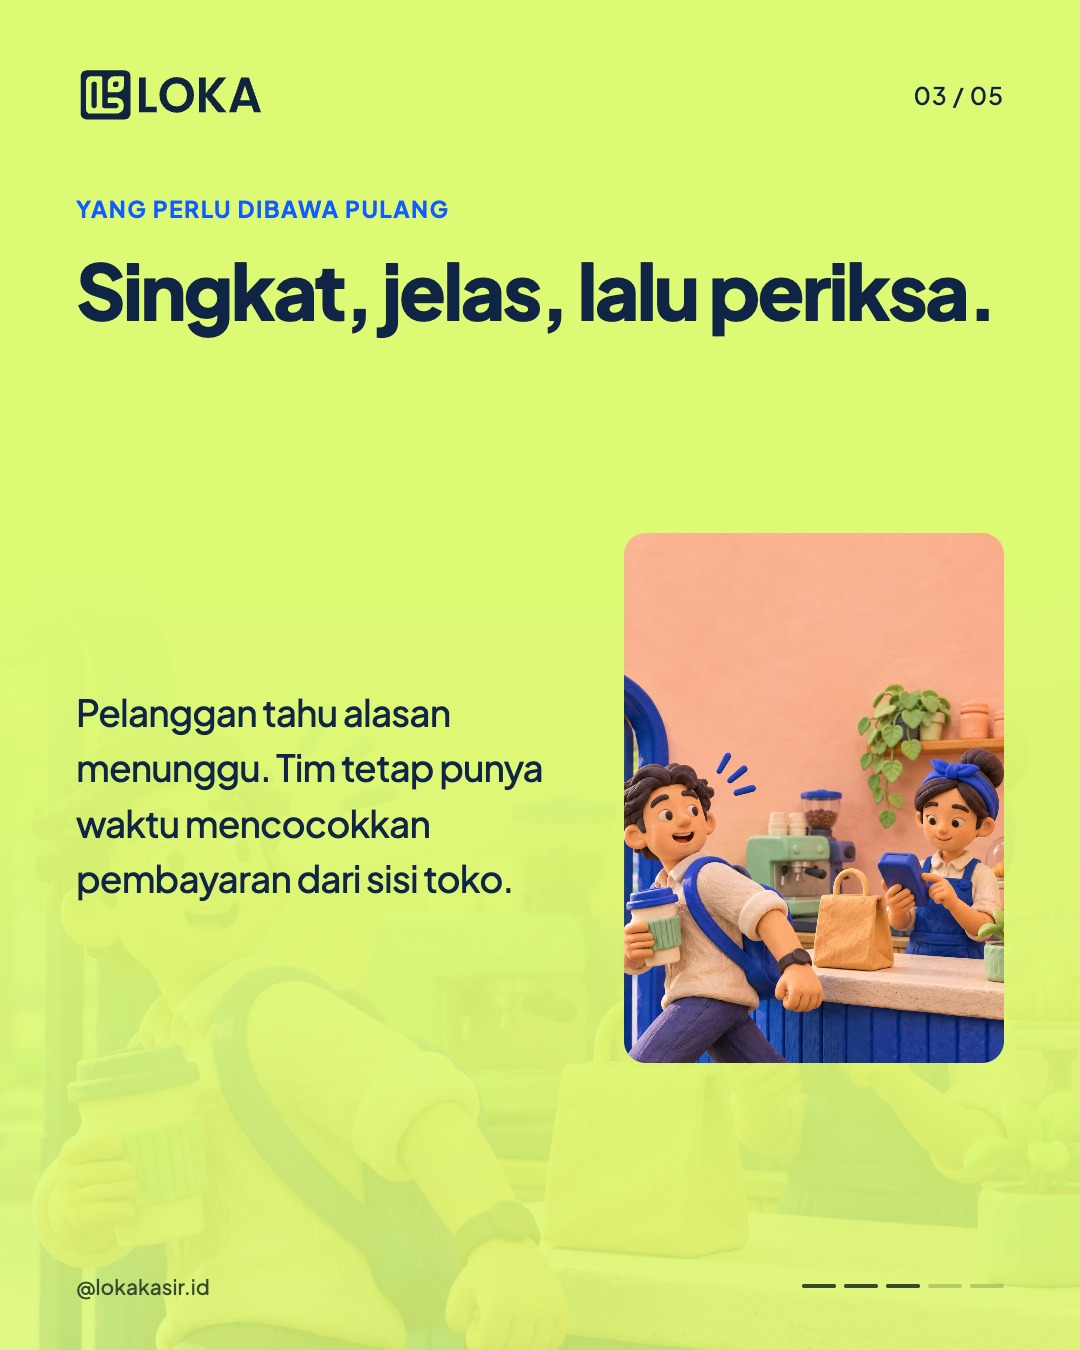 LOKA
03 / 05
YANG PERLU DIBAWA PULANG
Singkat, jelas, lalu periksa.
Pelanggan tahu alasan
menunggu. Tim tetap punya
waktu mencocokkan
pembayaran dari sisi toko.
@lokakasir.id